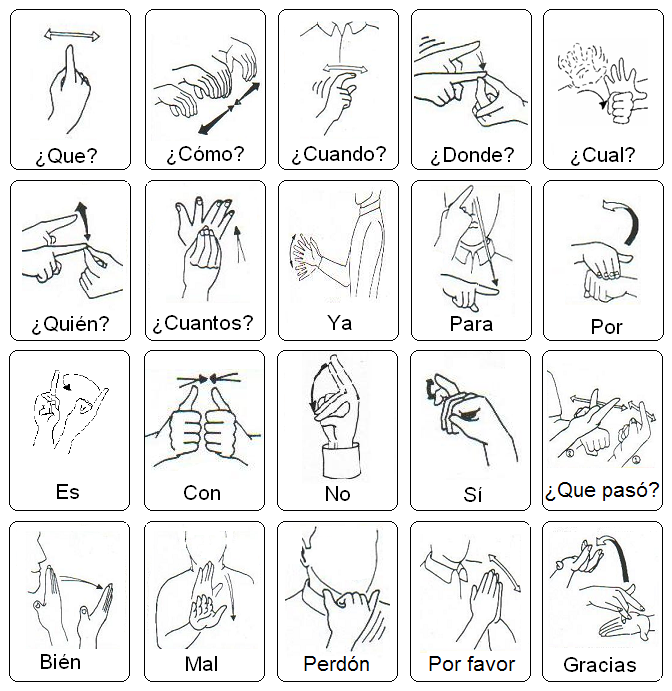 ¿Que?
¿Cómo?
¿Cuando?
¿Donde?
¿Cual?
¿Quién?
¿Cuantos?
Ya
Para
Por
Es
Con
No
Sí
¿Que pasó?
Bién
Mal
Perdón
Por favor
Gracias